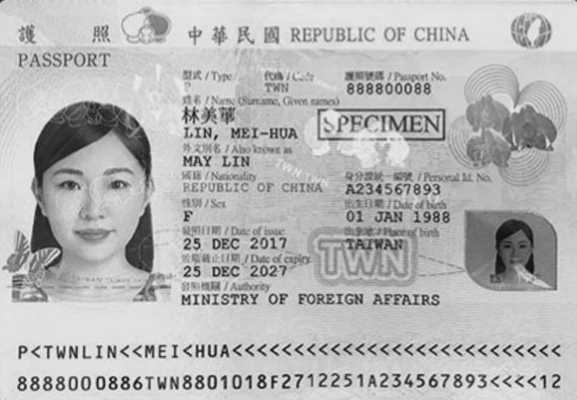 護 照 中華民國 REPUBLIC OF CHINA
PASSPORT
型式 / Type 代碼 / Code 護照號碼 / Passport No.
P TWN 888800088
姓名 / Name (Surname, Given names)
林美華
LIN, MEI-HUA
SPECIMEN
外文別名 / Also known as
MAY LIN
國籍 / Nationality 身分證統一編號 / Personal Id. No.
REPUBLIC OF CHINA A234567893
性別 / Sex 出生日期 / Date of birth
F 01 JAN 1988
發照日期 / Date of issue 出生地 / Place of birth
25 DEC 2017 TAIWAN
效期截止日期 / Date of expiry
25 DEC 2027 TWN
發照機關 / Authority
MINISTRY OF FOREIGN AFFAIRS
P<TWNLIN<<MEI<HUA<<<<<<<<<<<<<<<<<<<<<<<<<<<
8888000886TWN8801018F2712251A234567893<<<<12